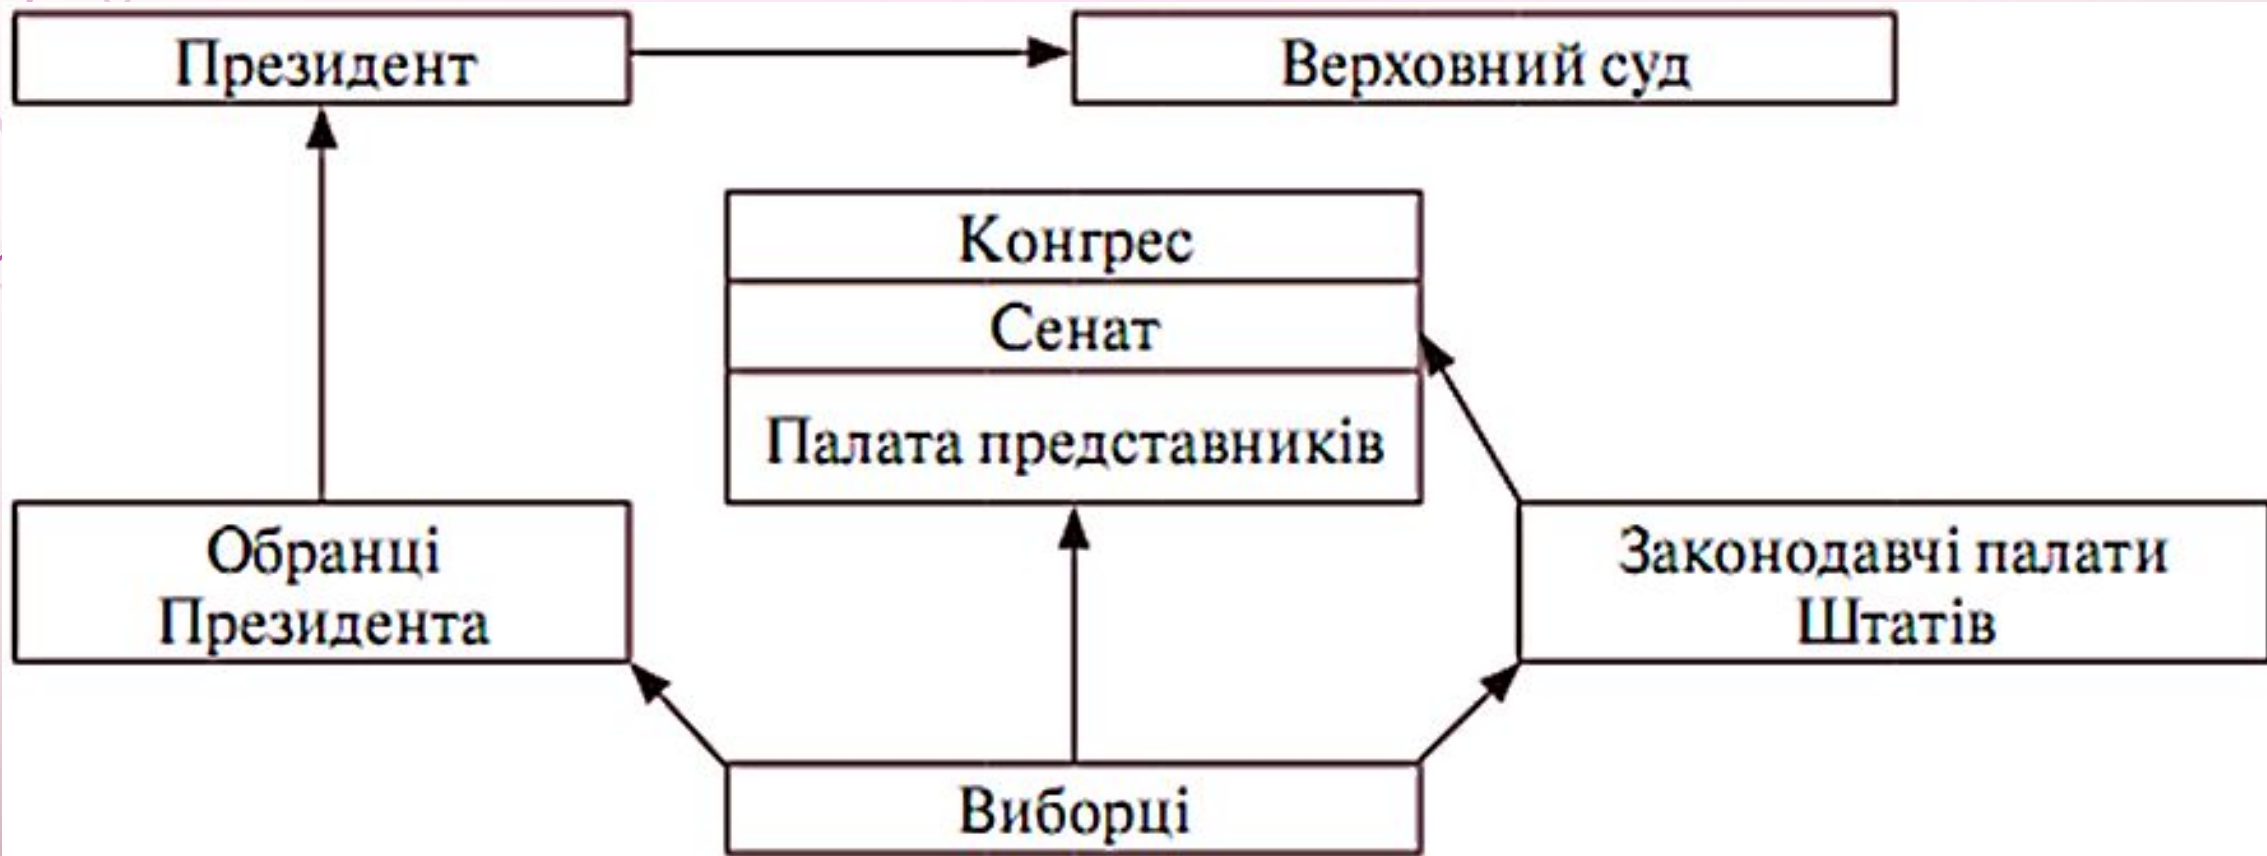 Президент
Верховний суд
Конгрес
Сенат
Палата представників
Обранці
Президента
Законодавчі палати
Штатів
Виборці